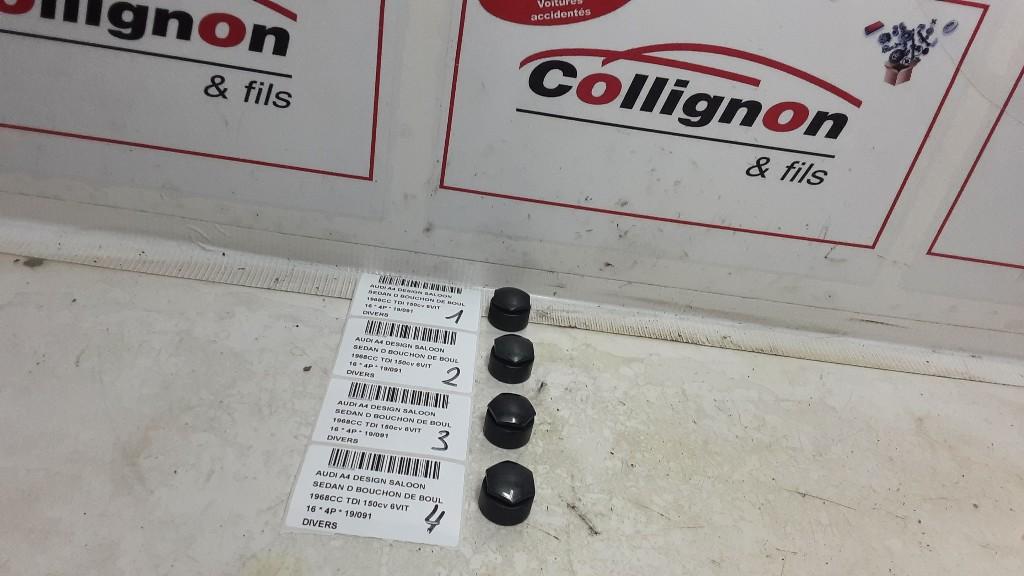 ollignon
& fils
Voitures
accidentés
Collignon
& fils
AUDI A4 DESIGN SALOON
SEDAN D BOUCHON DE BOUL
1968CC TDI 150cv 6VIT
16 * 4P * 19/091
DIVERS
1
AUDI A4 DESIGN SALOON
SEDAN D BOUCHON DE BOUL
1968CC TDI 150cv 6VIT
16 * 4P * 19/091
DIVERS
2
AUDI A4 DESIGN SALOON
SEDAN D BOUCHON DE BOUL
1968CC TDI 150cv 6VIT
16 * 4P * 19/091
DIVERS
3
AUDI A4 DESIGN SALOON
SEDAN D BOUCHON DE BOUL
1968CC TDI 150cv 6VIT
16 * 4P * 19/091
DIVERS
4